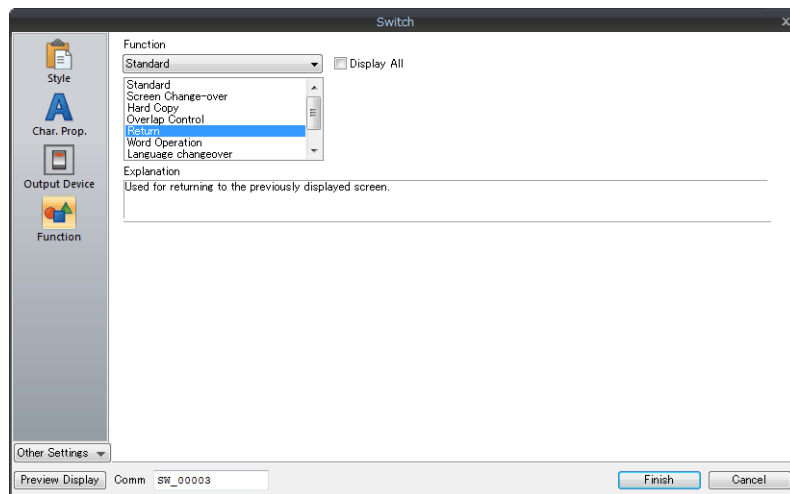 Switch
x
Style
Char. Prop.
Output Device
Function
Other Settings
Function
Standard
Display All
Standard
Screen Change-over
Hard Copy
Overlap Control
Return
Word Operation
Language changeover
Explanation
Used for returning to the previously displayed screen.
Preview Display
Comm
SW_00003
Finish
Cancel